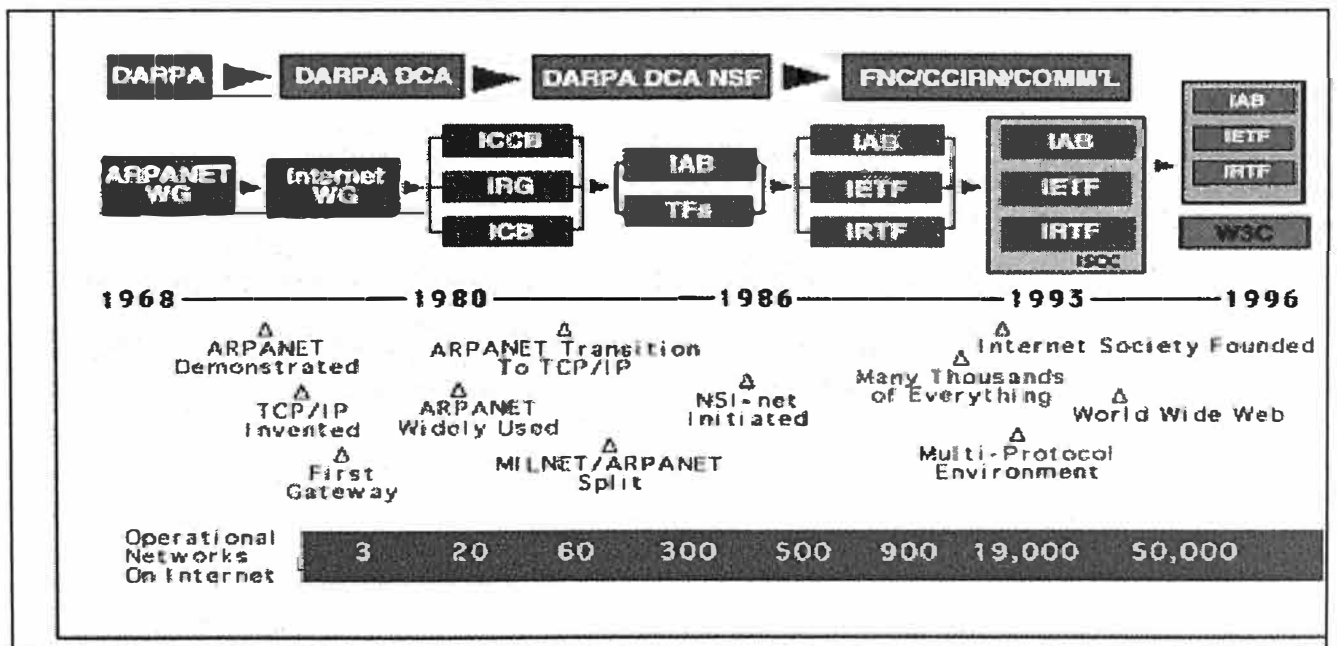 DARPA DARPA DCA DARPA DCA NSF FNC/CCIRN/COMM'L
IAB
IETF
IRTF
ARPANET
WG
Internet
WG
ICCB
IRG
ICB
IAB
TFs
IAB
IETF
IRTF
IAB
IETF
IRTF
ISOC
W3C
1968 1980 1986 1993 1996
ARPANET
Demonstrated
ARPANET Transition
To TCP/IP
Internet Society Founded
TCP/IP
Invented
ARPANET
Widely Used
NSI-net
Initiated
Many Thousands
of Everything
World Wide Web
First
Gateway
MILNET/ARPANET
Split
Multi-Protocol
Environment
Operational
Networks
On Internet
3 20 60 300 500 900 19,000 50,000